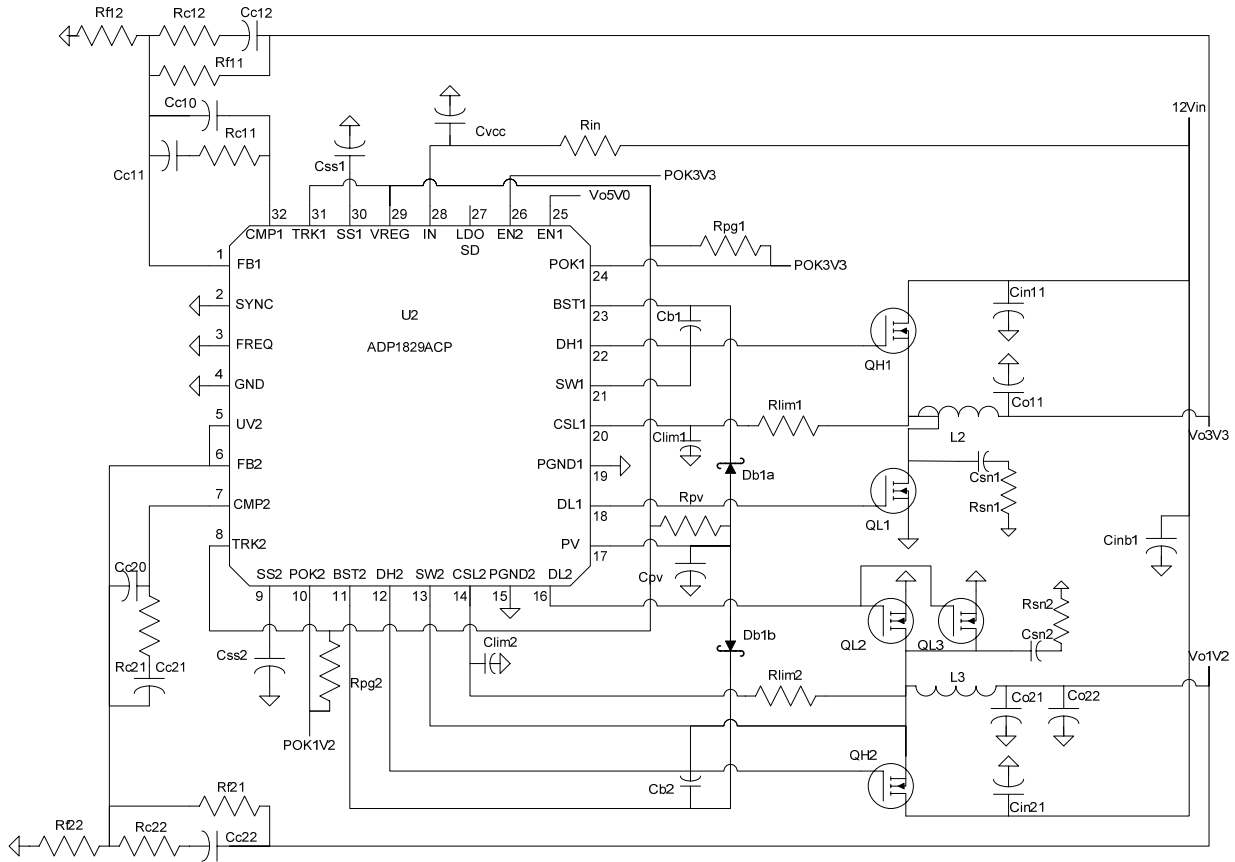 Rf12
Rc12
Cc12
Rf11
Cc10
Rc11
Cc11
Css1
Cvcc
Rin
12Vin
POK3V3
Vo5V0
32
31
30
29
28
27
26
25
CMP1
TRK1
SS1
VREG
IN
LDO
SD
EN2
EN1
Rpg1
1
FB1
POK1
24
POK3V3
2
SYNC
BST1
23
Cb1
Cin11
U2
3
FREQ
ADP1829ACP
DH1
22
QH1
4
GND
SW1
21
Co11
5
UV2
CSL1
20
Clim1
Rlim1
L2
Vo3V3
6
FB2
PGND1
19
Db1a
Csn1
7
CMP2
DL1
18
Rpv
QL1
Rsn1
8
TRK2
PV
17
Cpv
Cinb1
SS2
POK2
BST2
DH2
SW2
CSL2
PGND2
DL2
9
10
11
12
13
14
15
16
Cc20
Rc21
Cc21
Css2
Rpg2
Clim2
Db1b
QL2
QL3
Rsn2
Csn2
Vo1V2
Rlim2
L3
Co21
Co22
POK1V2
QH2
Cb2
Cin21
Rf21
Rf22
Rc22
Cc22